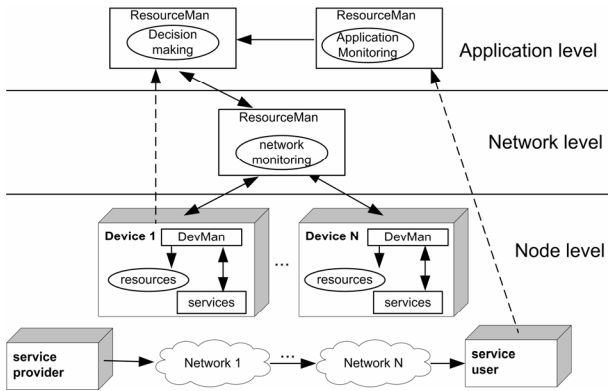 ResourceMan
Decision
making
ResourceMan
Application
Monitoring
Application level
ResourceMan
network
monitoring
Network level
Device 1
DevMan
resources
services
...
Device N
DevMan
resources
services
Node level
service
provider
Network 1
...
Network N
service
user